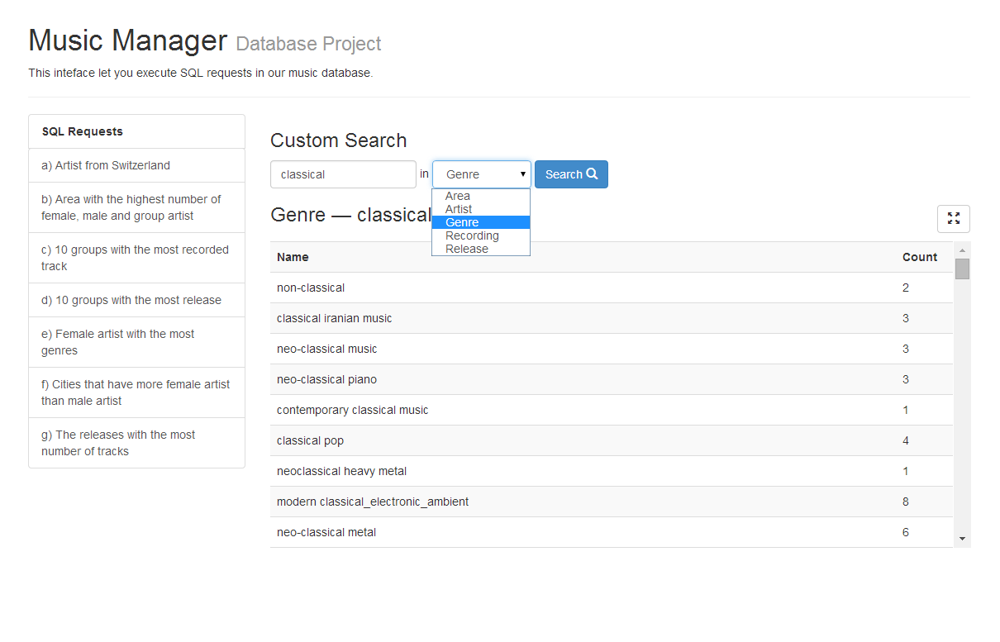 Music Manager Database Project
This inteface let you execute SQL requests in our music database.
SQL Requests
a) Artist from Switzerland
b) Area with the highest number of
female, male and group artist
c) 10 groups with the most recorded
track
d) 10 groups with the most release
e) Female artist with the most
genres
f) Cities that have more female artist
than male artist
g) The releases with the most
number of tracks
Custom Search
classical in Genre Search
Area
Artist
Genre
Recording
Release
Genre — classical
Name Count
non-classical 2
classical iranian music 3
neo-classical music 3
neo-classical piano 3
contemporary classical music 1
classical pop 4
neoclassical heavy metal 1
modern classical_electronic_ambient 8
neo-classical metal 6